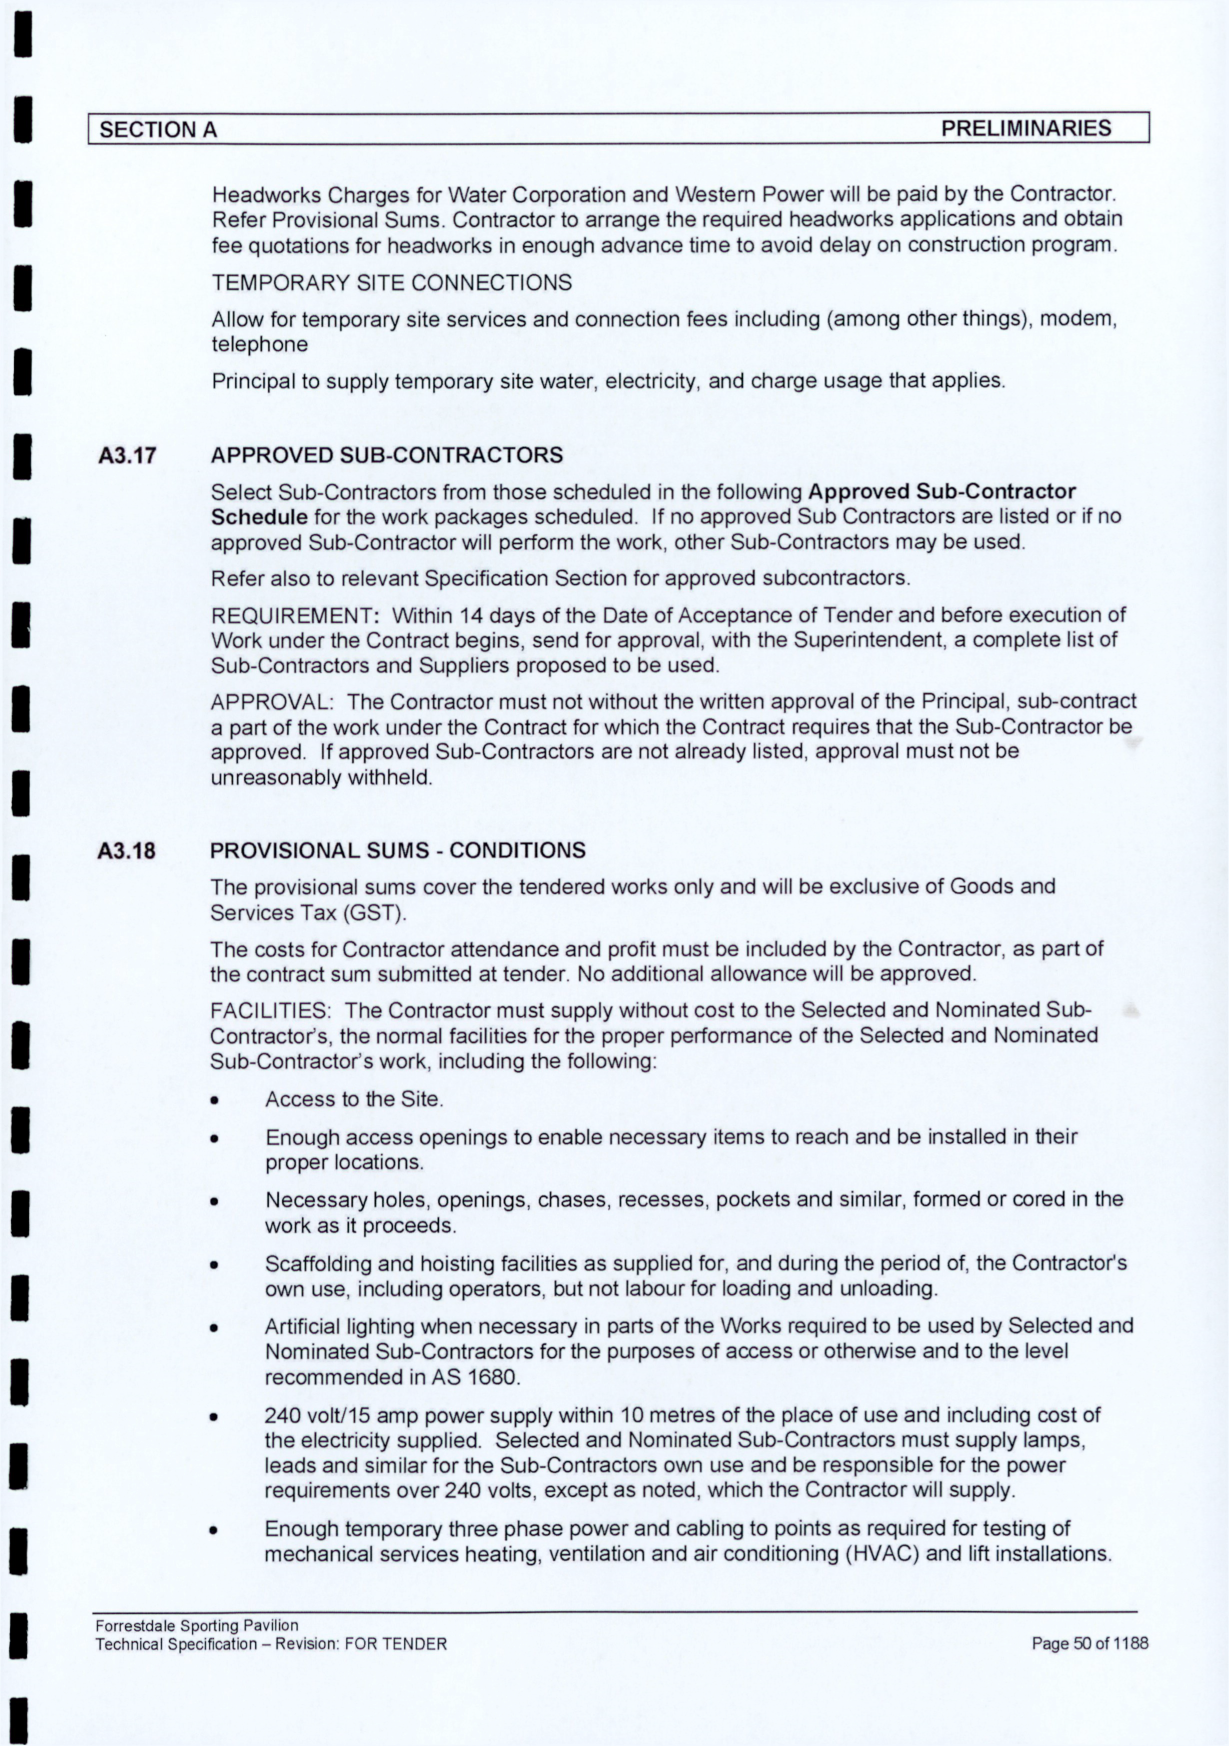 SECTION A PRELIMINARIES
Headworks Charges for Water Corporation and Western Power will be paid by the Contractor.
Refer Provisional Sums. Contractor to arrange the required headworks applications and obtain
fee quotations for headworks in enough advance time to avoid delay on construction program.
TEMPORARY SITE CONNECTIONS
Allow for temporary site services and connection fees including (among other things), modem,
telephone
Principal to supply temporary site water, electricity, and charge usage that applies.
A3.17 APPROVED SUB-CONTRACTORS
Select Sub-Contractors from those scheduled in the following Approved Sub-Contractor
Schedule for the work packages scheduled. If no approved Sub Contractors are listed or if no
approved Sub-Contractor will perform the work, other Sub-Contractors may be used.
Refer also to relevant Specification Section for approved subcontractors.
REQUIREMENT: Within 14 days of the Date of Acceptance of Tender and before execution of
Work under the Contract begins, send for approval, with the Superintendent, a complete list of
Sub-Contractors and Suppliers proposed to be used.
APPROVAL: The Contractor must not without the written approval of the Principal, sub-contract
a part of the work under the Contract for which the Contract requires that the Sub-Contractor be
approved. If approved Sub-Contractors are not already listed, approval must not be
unreasonably withheld.
A3.18 PROVISIONAL SUMS - CONDITIONS
The provisional sums cover the tendered works only and will be exclusive of Goods and
Services Tax (GST).
The costs for Contractor attendance and profit must be included by the Contractor, as part of
the contract sum submitted at tender. No additional allowance will be approved.
FACILITIES: The Contractor must supply without cost to the Selected and Nominated Sub-
Contractor's, the normal facilities for the proper performance of the Selected and Nominated
Sub-Contractor's work, including the following:
• Access to the Site.
• Enough access openings to enable necessary items to reach and be installed in their
proper locations.
• Necessary holes, openings, chases, recesses, pockets and similar, formed or cored in the
work as it proceeds.
• Scaffolding and hoisting facilities as supplied for, and during the period of, the Contractor's
own use, including operators, but not labour for loading and unloading.
• Artificial lighting when necessary in parts of the Works required to be used by Selected and
Nominated Sub-Contractors for the purposes of access or otherwise and to the level
recommended in AS 1680.
• 240 volt/15 amp power supply within 10 metres of the place of use and including cost of
the electricity supplied. Selected and Nominated Sub-Contractors must supply lamps,
leads and similar for the Sub-Contractors own use and be responsible for the power
requirements over 240 volts, except as noted, which the Contractor will supply.
• Enough temporary three phase power and cabling to points as required for testing of
mechanical services heating, ventilation and air conditioning (HVAC) and lift installations.
Forrestdale Sporting Pavilion
Technical Specification – Revision: FOR TENDER Page 50 of 1188